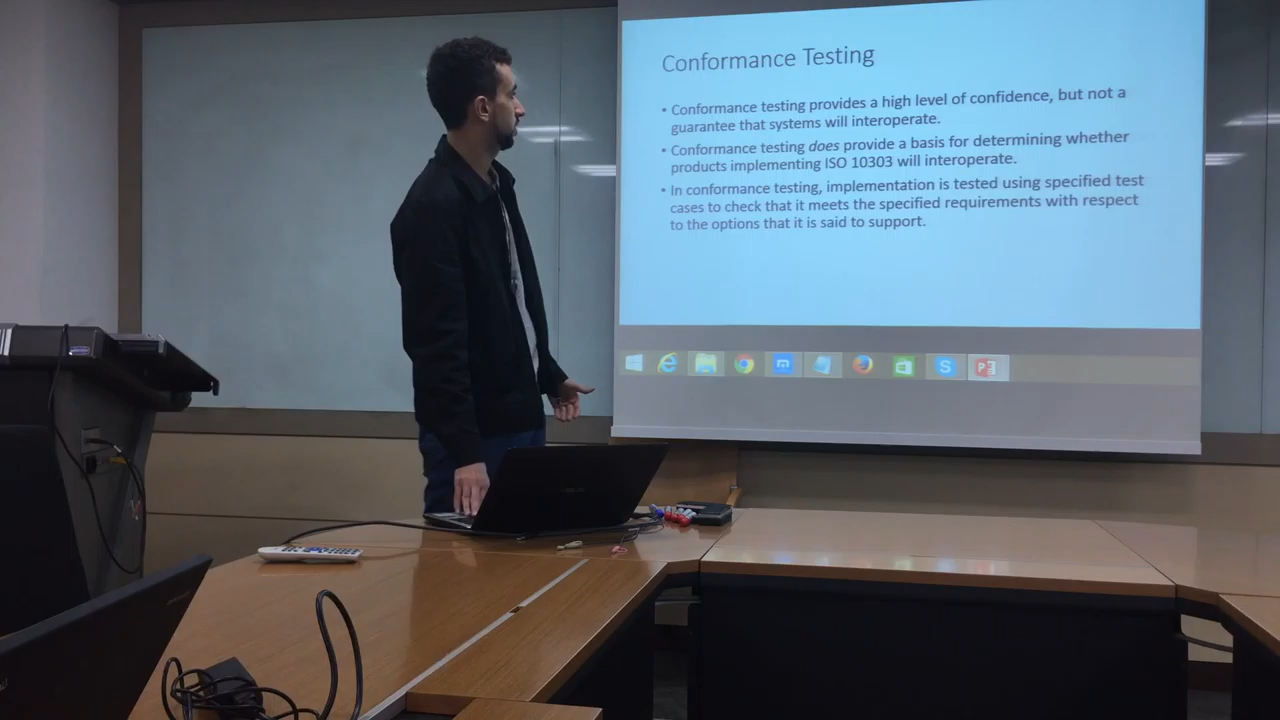 Conformance Testing
• Conformance testing provides a high level of confidence, but not a
guarantee that systems will interoperate.
• Conformance testing does provide a basis for determining whether
products implementing ISO 10303 will interoperate.
• In conformance testing, implementation is tested using specified test
cases to check that it meets the specified requirements with respect
to the options that it is said to support.